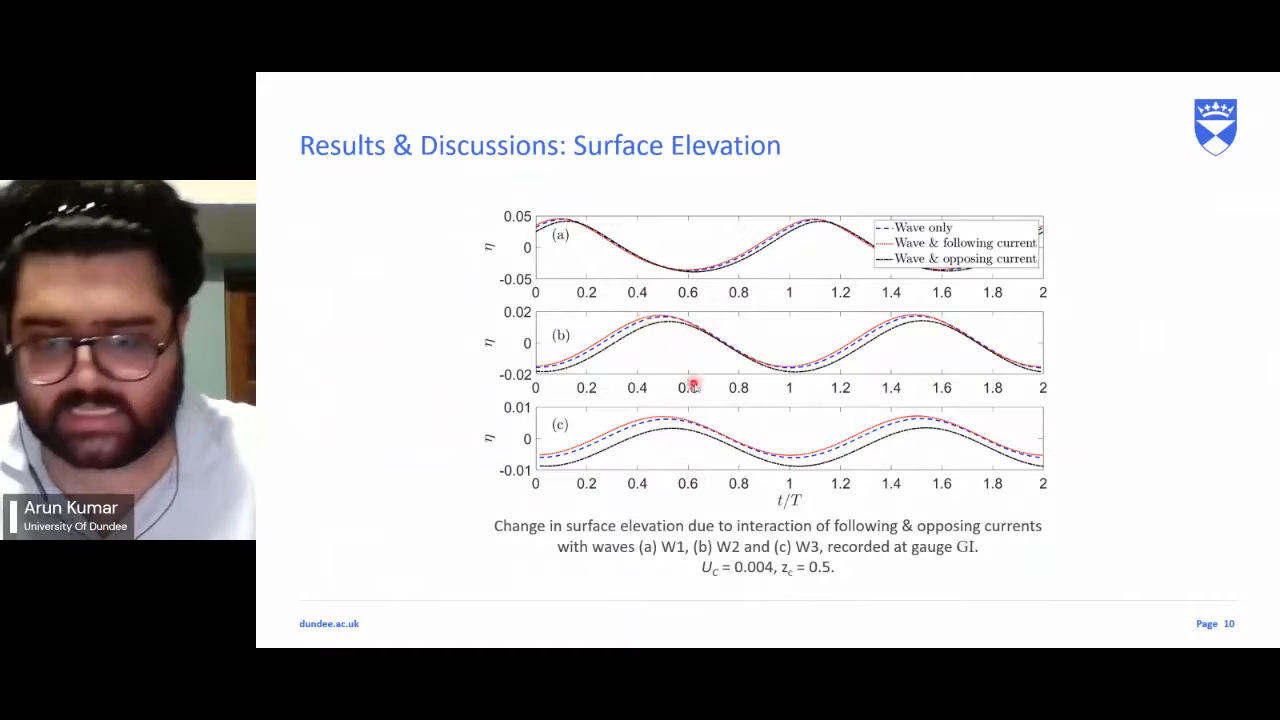 Results & Discussions: Surface Elevation
0.05
0
-0.05
η
(a)
Wave only
Wave & following current
Wave & opposing current
0 0.2 0.4 0.6 0.8 1 1.2 1.4 1.6 1.8 2
0.02
0
-0.02
η
(b)
0 0.2 0.4 0.6 0.8 1 1.2 1.4 1.6 1.8 2
0.01
0
-0.01
η
(c)
0 0.2 0.4 0.6 0.8 1 1.2 1.4 1.6 1.8 2
t/T
Change in surface elevation due to interaction of following & opposing currents
with waves (a) W1, (b) W2 and (c) W3, recorded at gauge GI.
Uc = 0.004, zc = 0.5.
Arun Kumar
University Of Dundee
dundee.ac.uk
Page 10